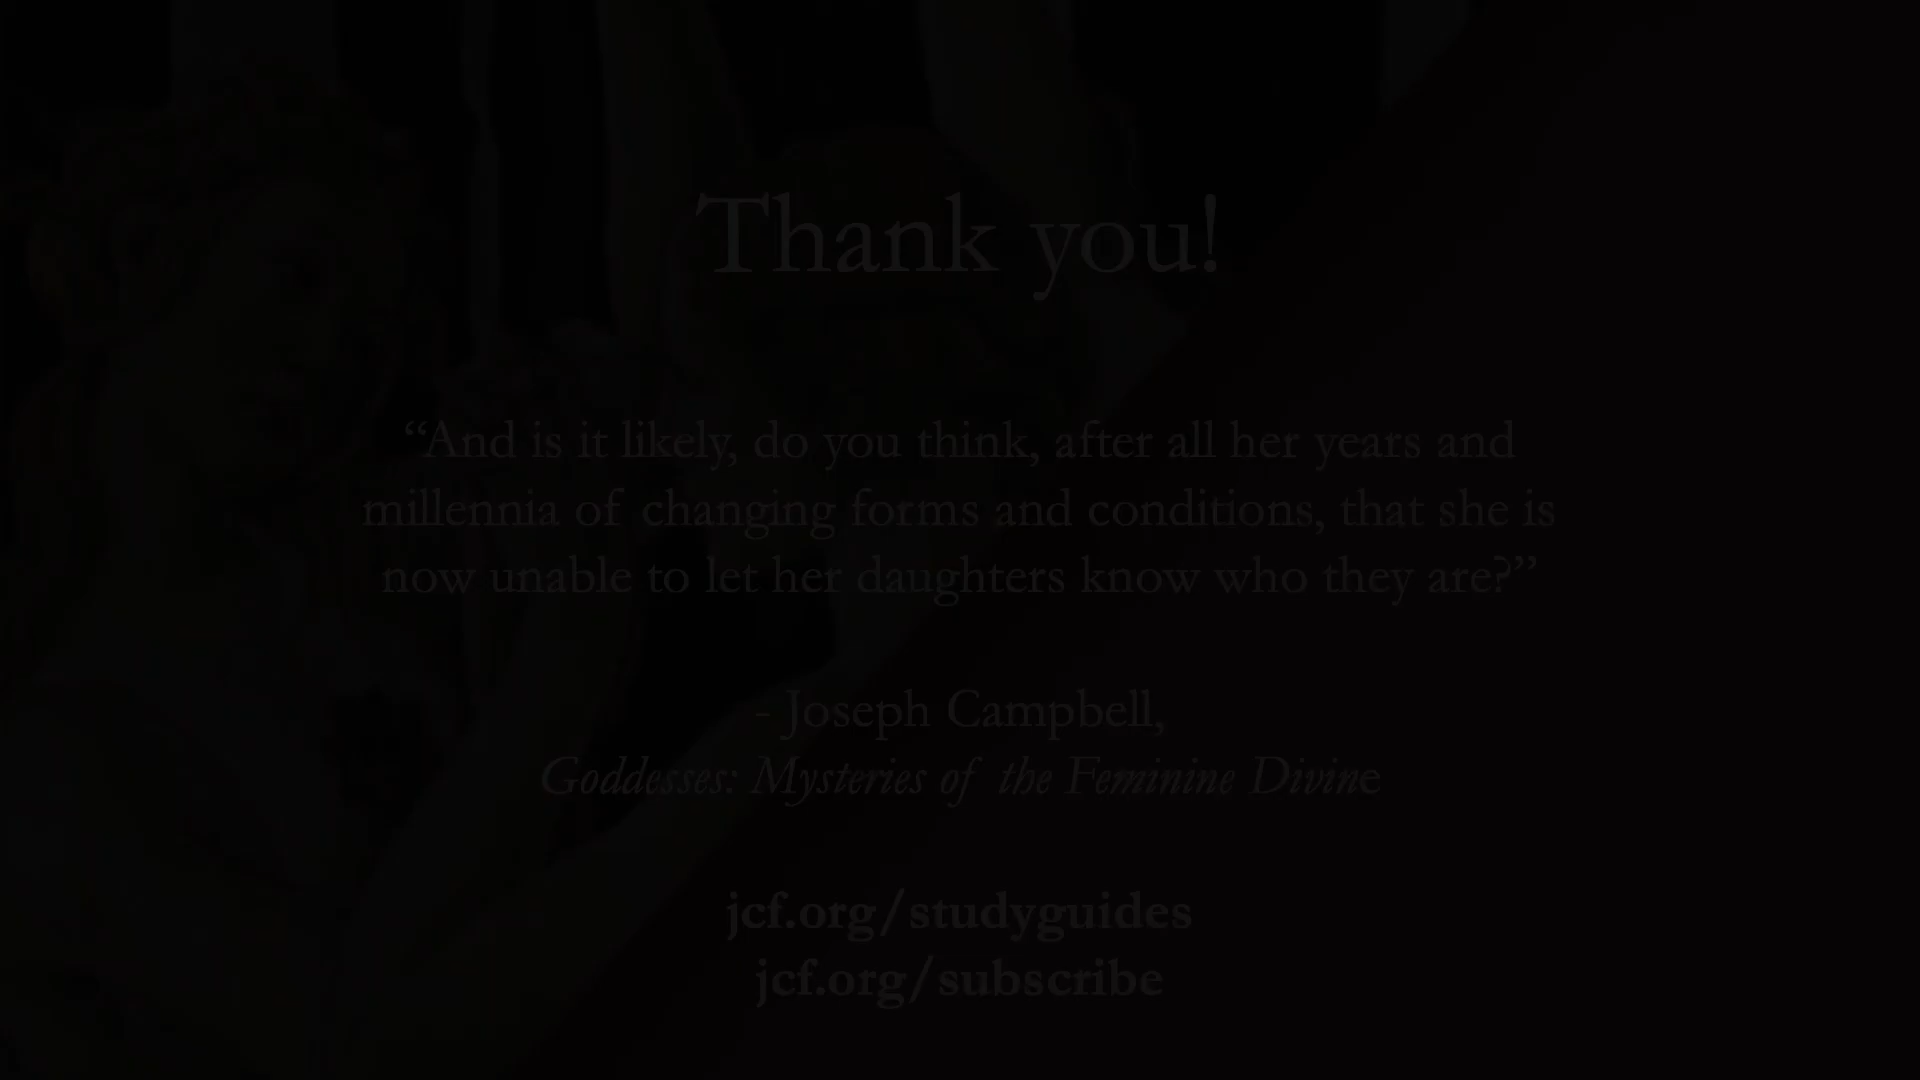 Thank you!
“And is it likely, do you think, after all her years and
millennia of changing forms and conditions, that she is
now unable to let her daughters know who they are?”
- Joseph Campbell,
Goddesses: Mysteries of the Feminine Divine
jcf.org/studyguides
jcf.org/subscribe